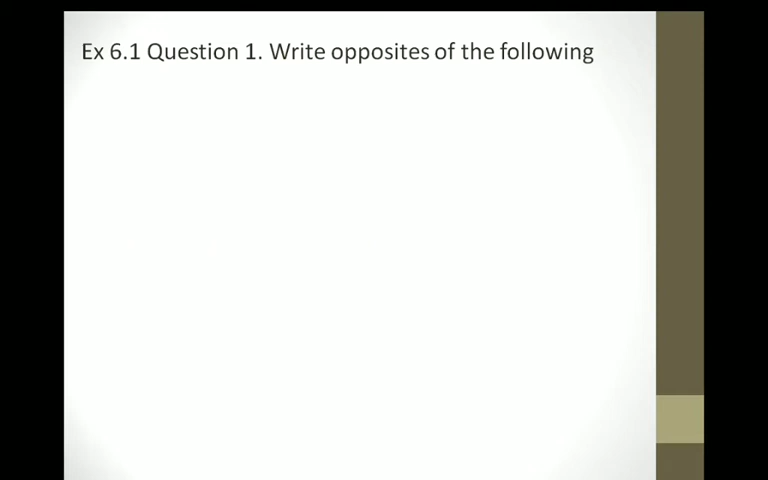 Ex 6.1 Question 1. Write opposites of the following